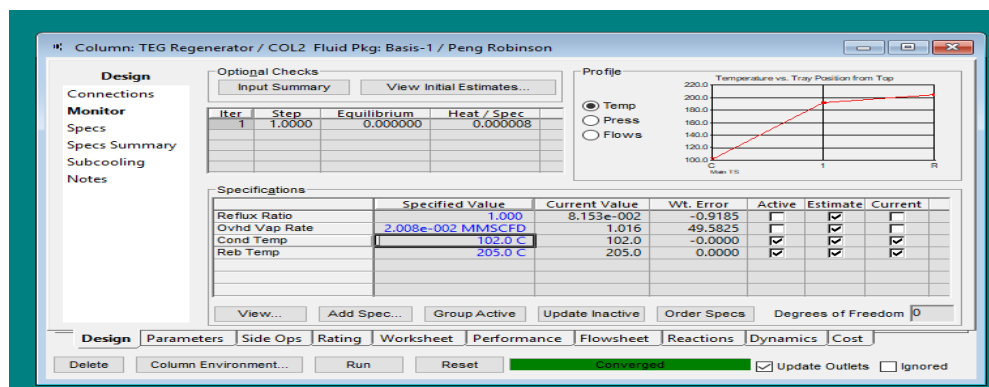 Column: TEG Regenerator / COL2 Fluid Pkg: Basis-1 / Peng Robinson
Design
Connections
Monitor
Specs
Specs Summary
Subcooling
Notes
Optional Checks
Input Summary
View Initial Estimates...
Iter Step Equilibrium Heat / Spec
1 1.0000 0.000000 0.000008
Profile
Temp
Press
Flows
Temperature vs. Tray Position from Top
220.0
200.0
180.0
160.0
140.0
120.0
100.0
C 1 R
Main TS
Specifications
Specified Value Current Value Wt. Error Active Estimate Current
Reflux Ratio 1.000 8.153e-002 -0.9185
Ovhd Vap Rate 2.008e-002 MMSCFD 1.016 49.5825
Cond Temp 102.0 C 102.0 -0.0000
Reb Temp 205.0 C 205.0 0.0000
View... Add Spec... Group Active Update Inactive Order Specs Degrees of Freedom 0
Design Parameters Side Ops Rating Worksheet Performance Flowsheet Reactions Dynamics Cost
Delete Column Environment... Run Reset Converged Update Outlets Ignored